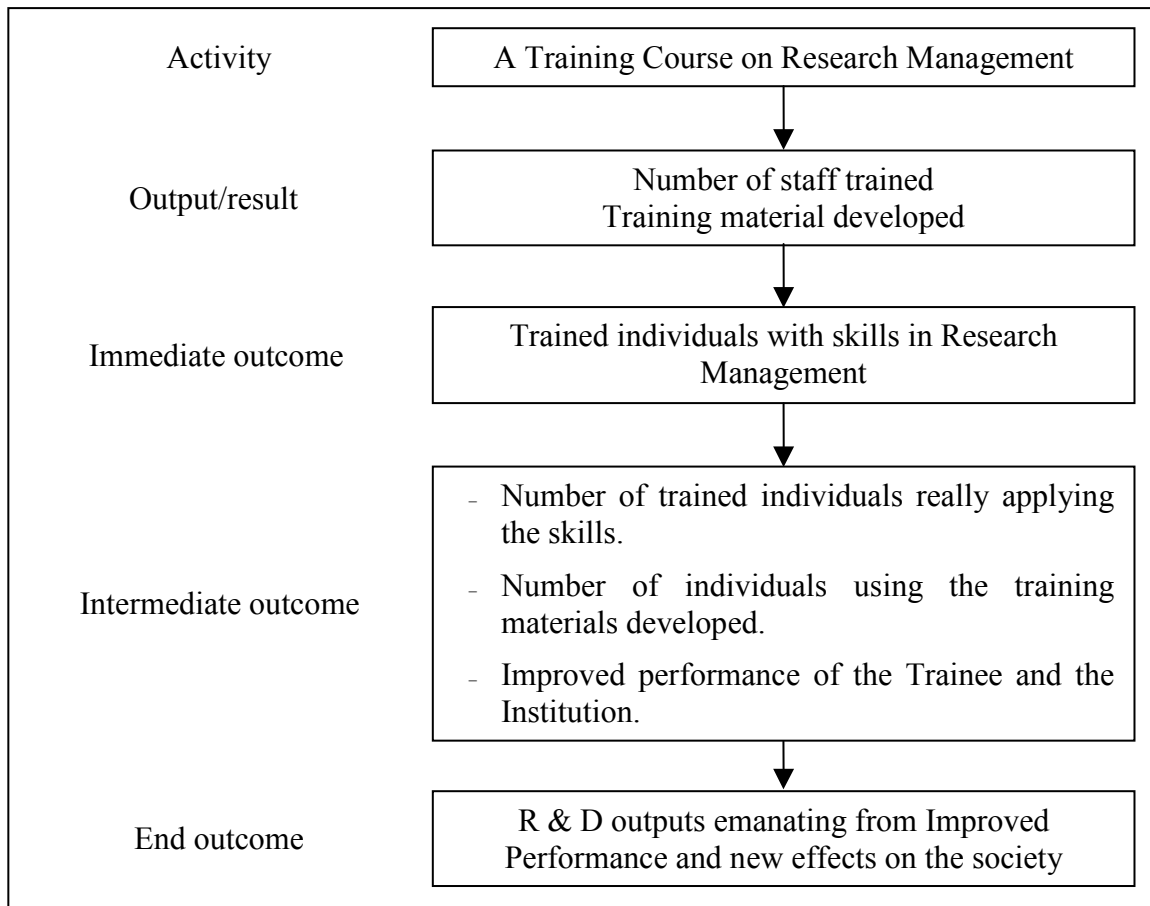 Activity
A Training Course on Research Management
Output/result
Number of staff trained
Training material developed
Immediate outcome
Trained individuals with skills in Research
Management
Intermediate outcome
- Number of trained individuals really applying
the skills.
- Number of individuals using the training
materials developed.
- Improved performance of the Trainee and the
Institution.
End outcome
R & D outputs emanating from Improved
Performance and new effects on the society